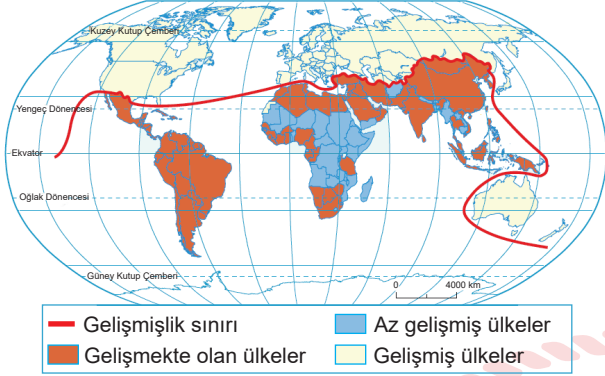 Kuzey Kutup Çemberi
Yengeç Dönencesi
Ekvator
Oğlak Dönencesi
Güney Kutup Çemberi
0 4000 km
Gelişmişlik sınırı
Az gelişmiş ülkeler
Gelişmekte olan ülkeler
Gelişmiş ülkeler